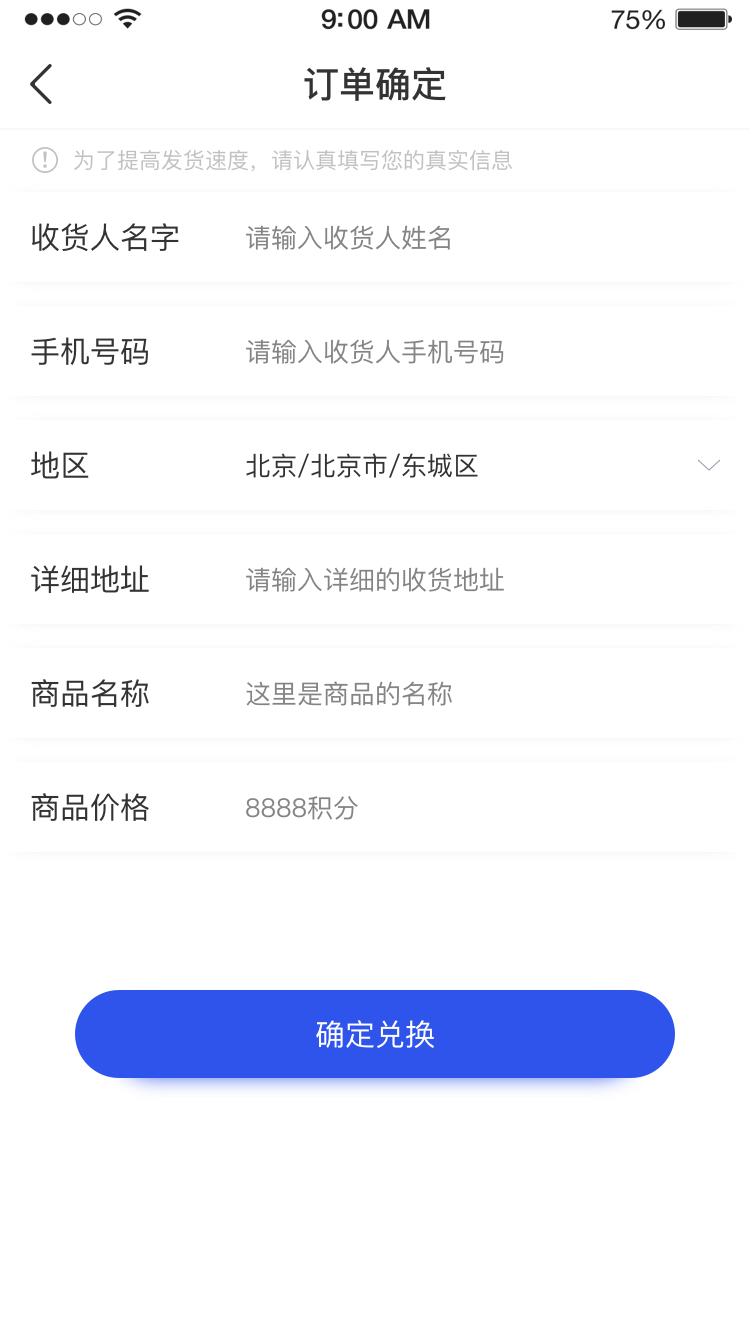 9:00 AM 75%
订单确定
为了提高发货速度，请认真填写您的真实信息
收货人名字 请输入收货人姓名
手机号码 请输入收货人手机号码
地区 北京/北京市/东城区
详细地址 请输入详细的收货地址
商品名称 这里是商品的名称
商品价格 8888积分
确定兑换